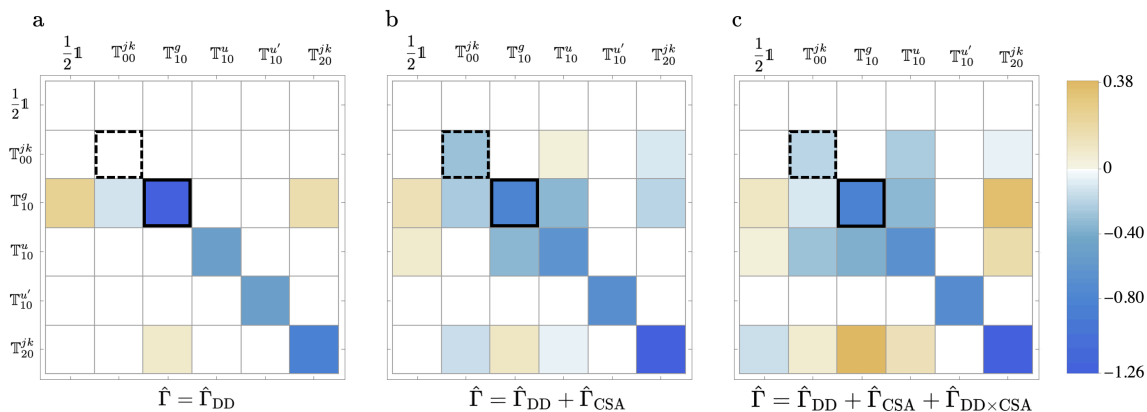 a
b
c
½𝟙 𝕋₀₀ʲᵏ 𝕋₁₀ᵍ 𝕋₁₀ᵘ 𝕋₁₀ᵘ′ 𝕋₂₀ʲᵏ
½𝟙 𝕋₀₀ʲᵏ 𝕋₁₀ᵍ 𝕋₁₀ᵘ 𝕋₁₀ᵘ′ 𝕋₂₀ʲᵏ
½𝟙 𝕋₀₀ʲᵏ 𝕋₁₀ᵍ 𝕋₁₀ᵘ 𝕋₁₀ᵘ′ 𝕋₂₀ʲᵏ
½𝟙
𝕋₀₀ʲᵏ
𝕋₁₀ᵍ
𝕋₁₀ᵘ
𝕋₁₀ᵘ′
𝕋₂₀ʲᵏ
0.38
0
−0.40
−0.80
−1.26
Γ̂ = Γ̂_DD
Γ̂ = Γ̂_DD + Γ̂_CSA
Γ̂ = Γ̂_DD + Γ̂_CSA + Γ̂_DD×CSA